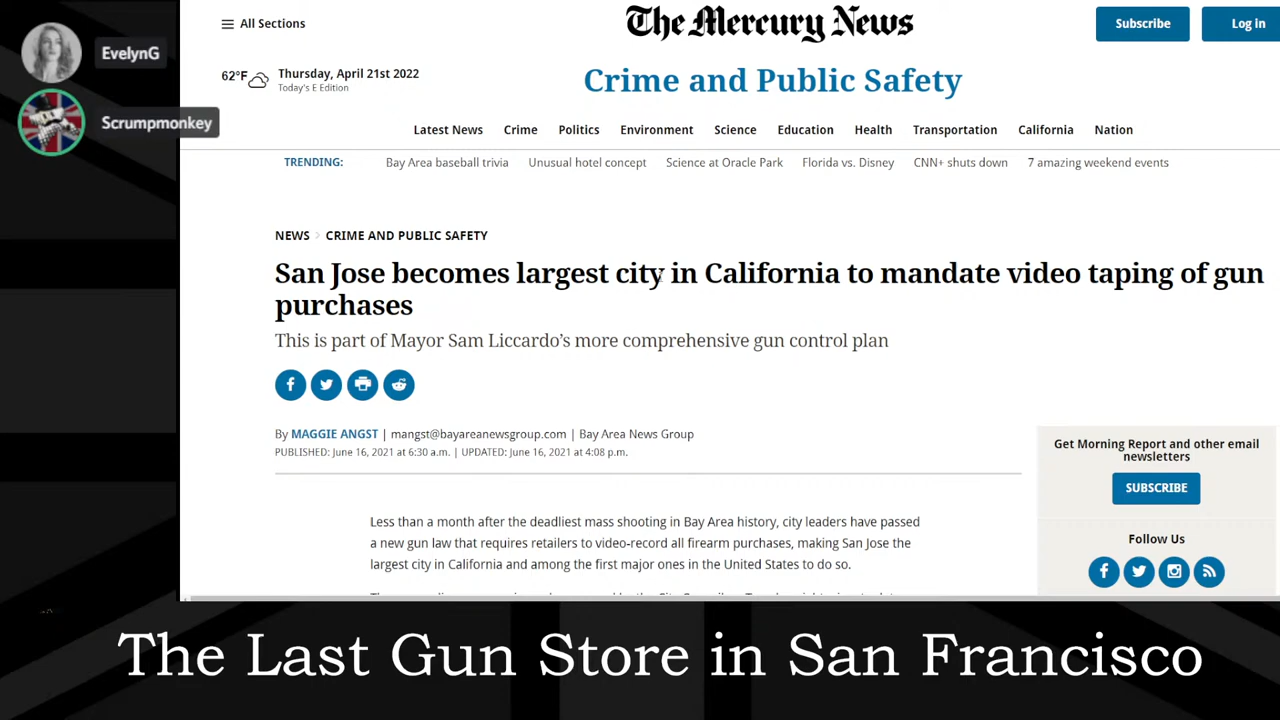 EvelynG
Scrumpmonkey
All Sections
The Mercury News
Subscribe
Log in
62°F
Thursday, April 21st 2022
Today's E Edition
Crime and Public Safety
Latest News Crime Politics Environment Science Education Health Transportation California Nation
TRENDING: Bay Area baseball trivia Unusual hotel concept Science at Oracle Park Florida vs. Disney CNN+ shuts down 7 amazing weekend events
NEWS > CRIME AND PUBLIC SAFETY
San Jose becomes largest city in California to mandate video taping of gun
purchases
This is part of Mayor Sam Liccardo's more comprehensive gun control plan
By MAGGIE ANGST | mangst@bayareanewsgroup.com | Bay Area News Group
PUBLISHED: June 16, 2021 at 6:30 a.m. | UPDATED: June 16, 2021 at 4:08 p.m.
Less than a month after the deadliest mass shooting in Bay Area history, city leaders have passed
a new gun law that requires retailers to video-record all firearm purchases, making San Jose the
largest city in California and among the first major ones in the United States to do so.
Get Morning Report and other email
newsletters
SUBSCRIBE
Follow Us
The Last Gun Store in San Francisco